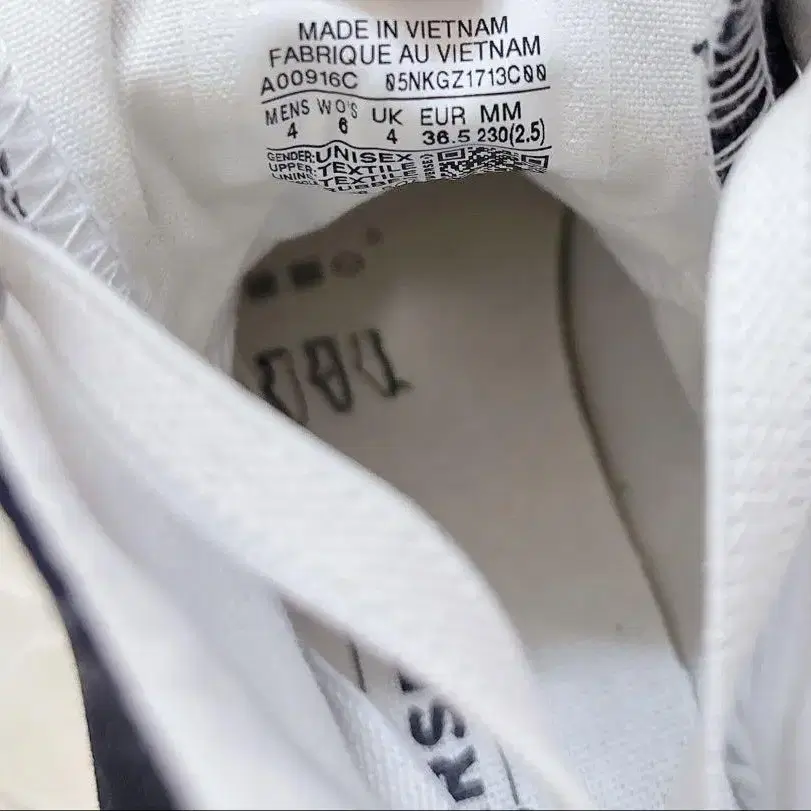 MADE IN VIETNAM
FABRIQUE AU VIETNAM
A00916C 05NKGZ1713C00
MENS WO'S UK EUR MM
4 6 4 36.5 230(2.5)
GENDER:UNISEX
UPPER:TEXTILE
TEXTILE